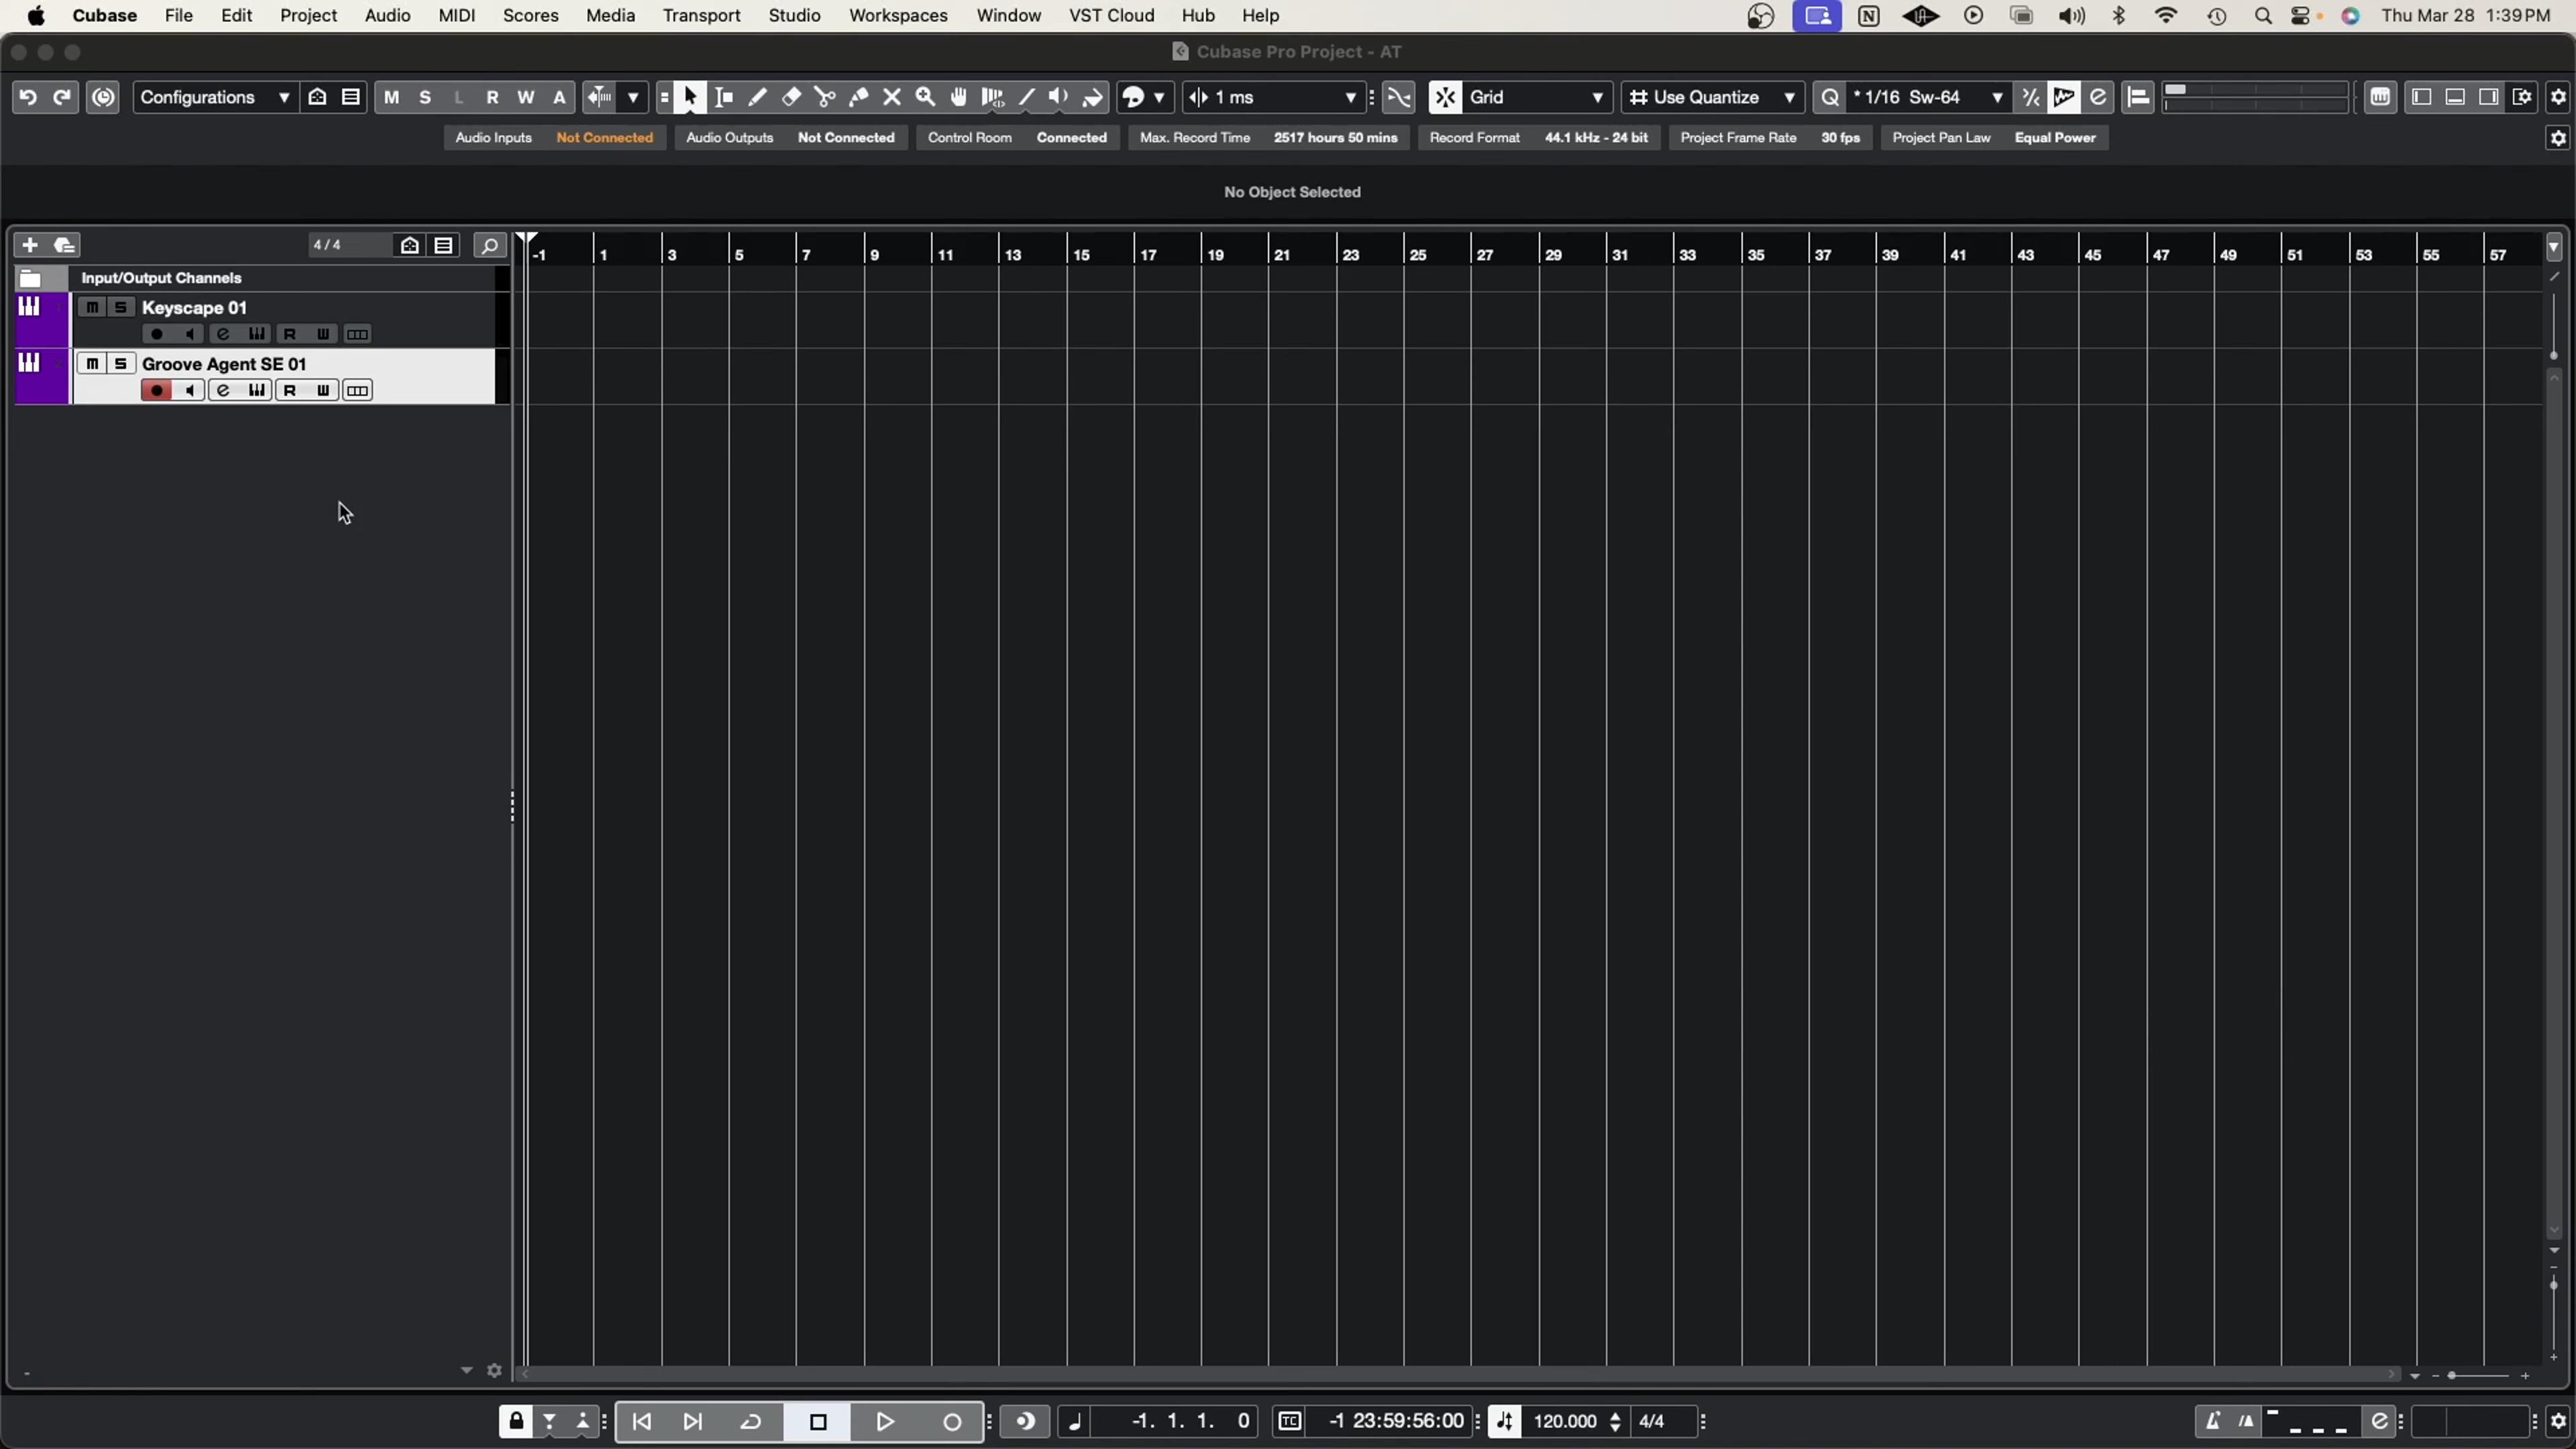 Cubase File Edit Project Audio MIDI Scores Media Transport Studio Workspaces Window VST Cloud Hub Help Thu Mar 28 1:39 PM
Cubase Pro Project - AT
Configurations M S L R W A 1 ms Grid Use Quantize Q * 1/16 Sw-64
Audio Inputs Not Connected Audio Outputs Not Connected Control Room Connected Max. Record Time 2517 hours 50 mins Record Format 44.1 kHz - 24 bit Project Frame Rate 30 fps Project Pan Law Equal Power
No Object Selected
4 / 4 -1 1 3 5 7 9 11 13 15 17 19 21 23 25 27 29 31 33 35 37 39 41 43 45 47 49 51 53 55 57
Input/Output Channels
m S Keyscape 01
e R W
m S Groove Agent SE 01
e R W
-1. 1. 1. 0 TC -1 23:59:56:00 120.000 4/4